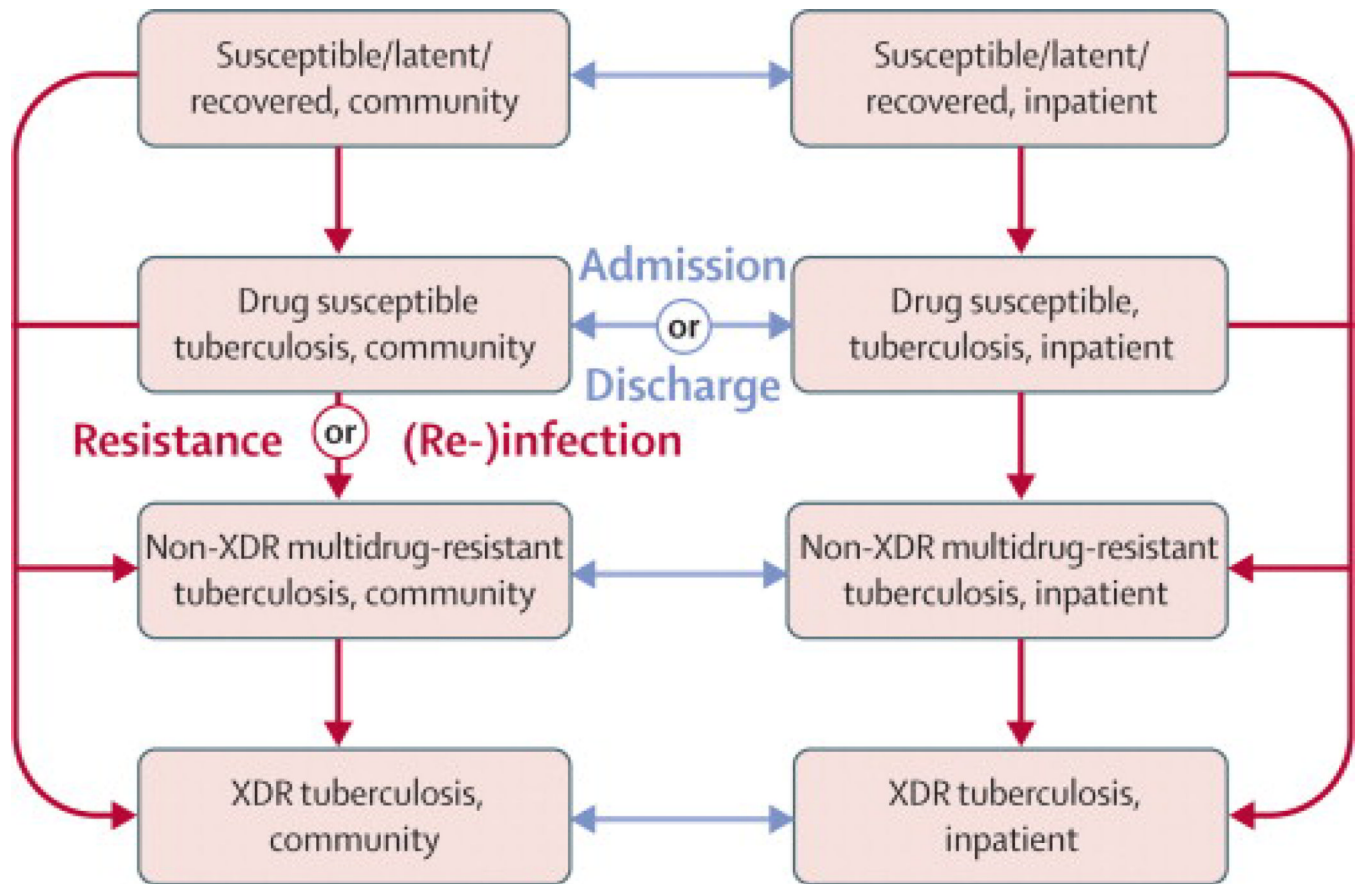 Susceptible/latent/
recovered, community
Susceptible/latent/
recovered, inpatient
Drug susceptible
tuberculosis, community
Admission
or
Discharge
Drug susceptible,
tuberculosis, inpatient
Resistance or (Re-)infection
Non-XDR multidrug-resistant
tuberculosis, community
Non-XDR multidrug-resistant
tuberculosis, inpatient
XDR tuberculosis,
community
XDR tuberculosis,
inpatient